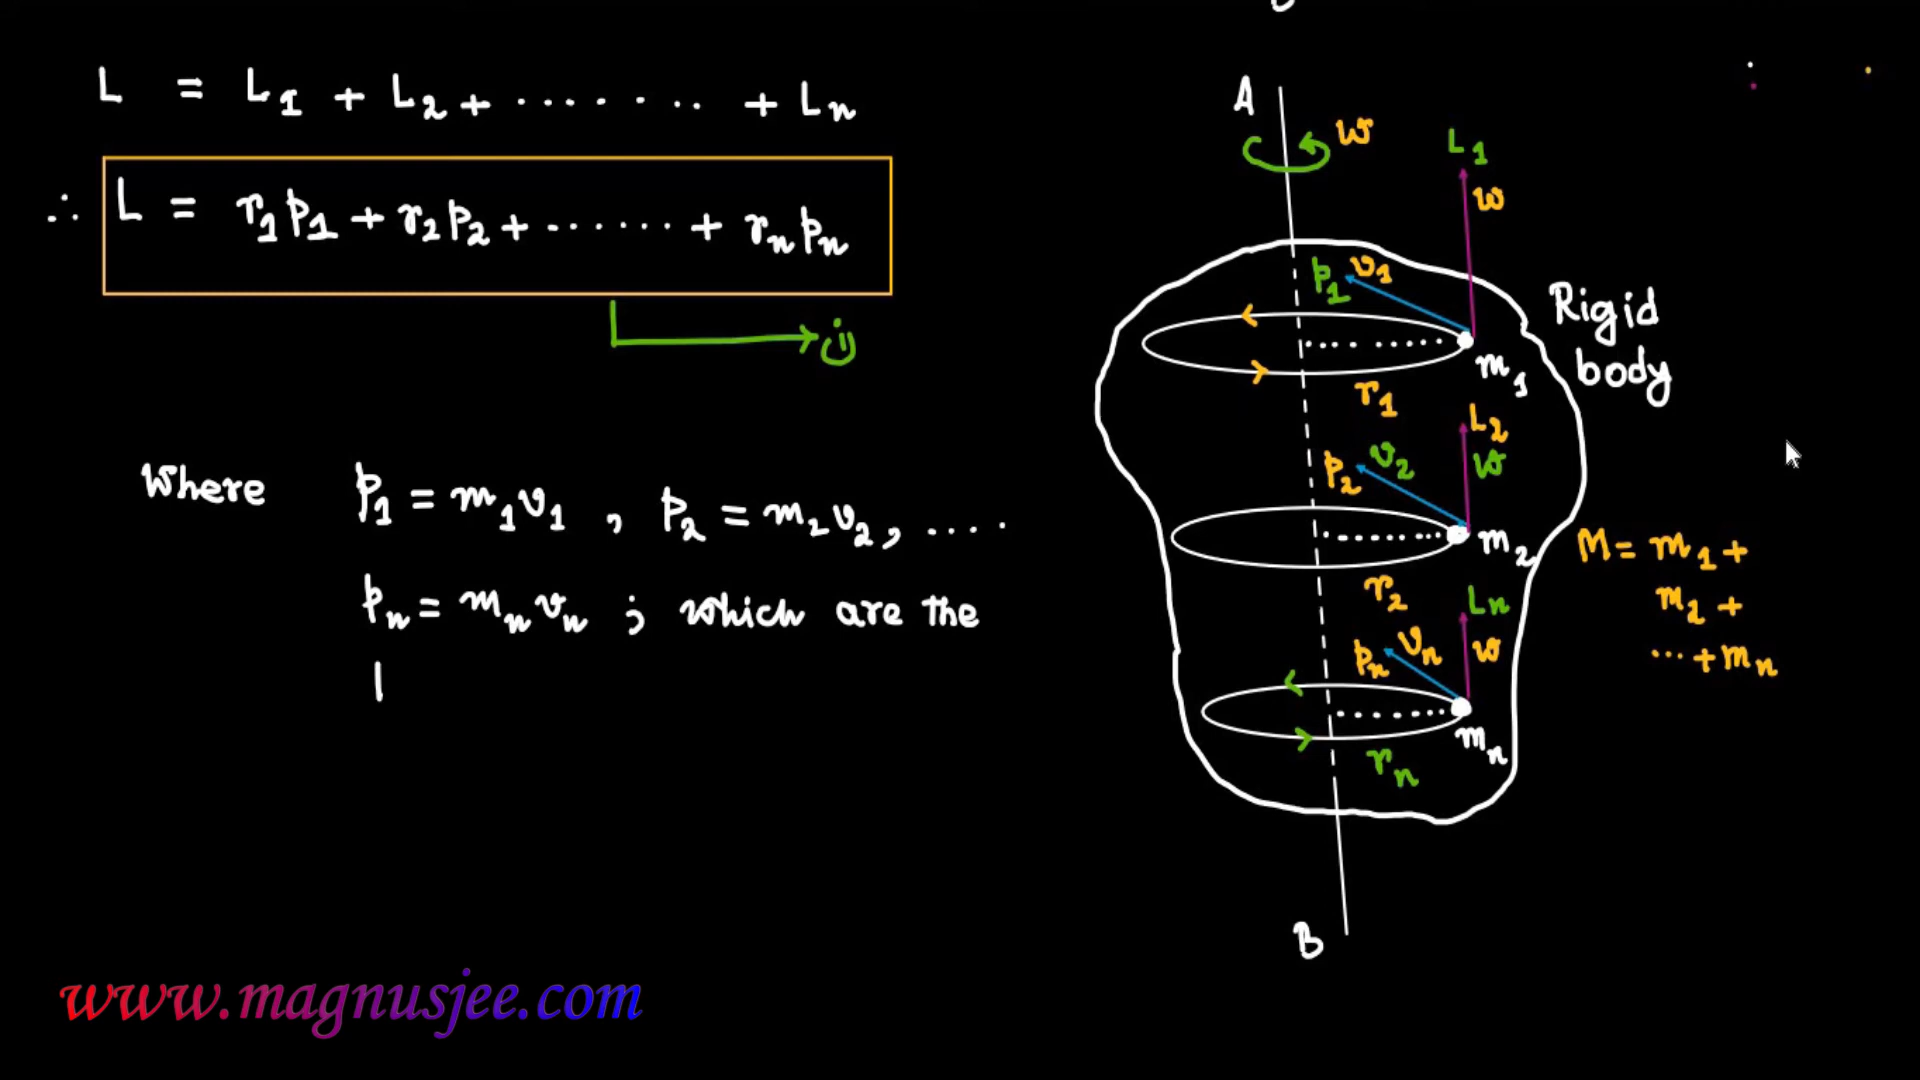 L = L₁ + L₂ + ........ + Lₙ
∴ L = r₁p₁ + r₂p₂ + ...... + rₙpₙ
Where p₁ = m₁v₁ , p₂ = m₂v₂, ....
pₙ = mₙvₙ ; which are the
A
ω
L₁
ω
p₁ v₁
Rigid
body
m₁
r₁
L₂
p₂ v₂ ω
m₂
M = m₁ +
m₂ +
... + mₙ
r₂
Lₙ
pₙ vₙ ω
mₙ
rₙ
B
www.magnusjee.com